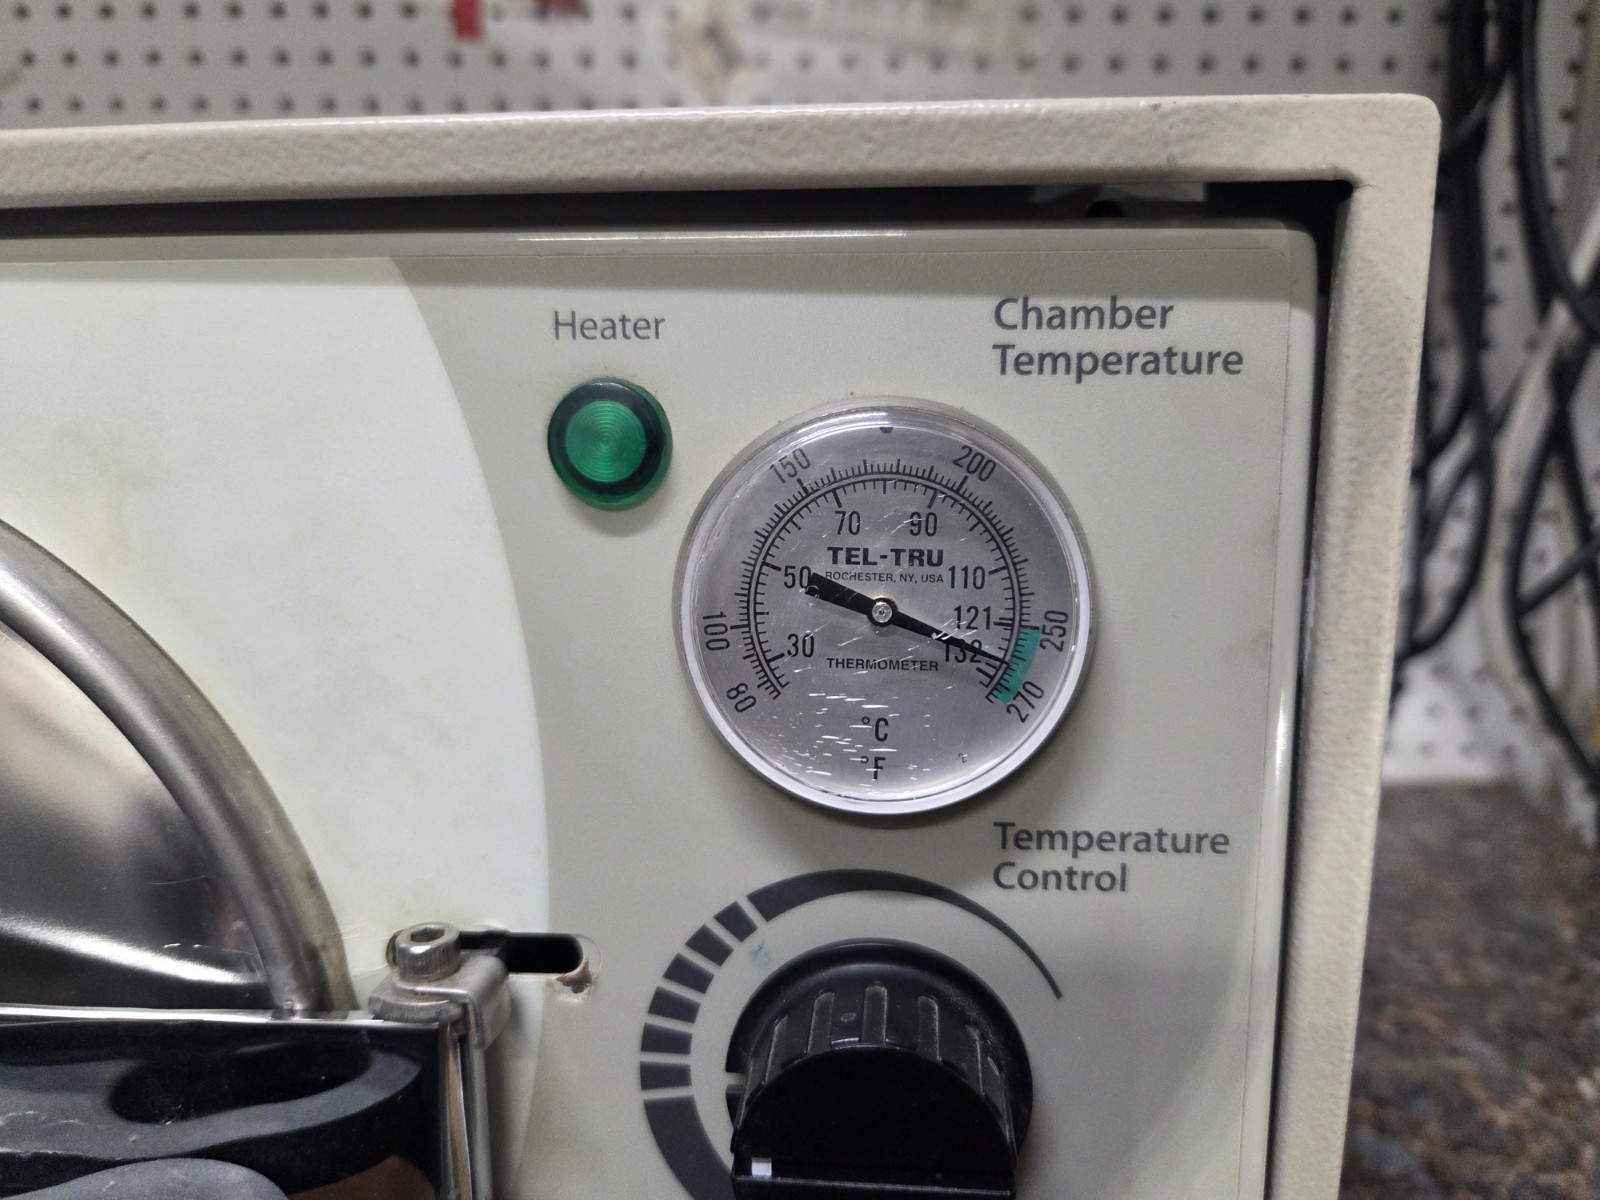 Heater
Chamber
Temperature
150
200
70
90
TEL-TRU
ROCHESTER, NY, USA
50
110
100
121
250
30
132
THERMOMETER
80
270
°C
°F
Temperature
Control